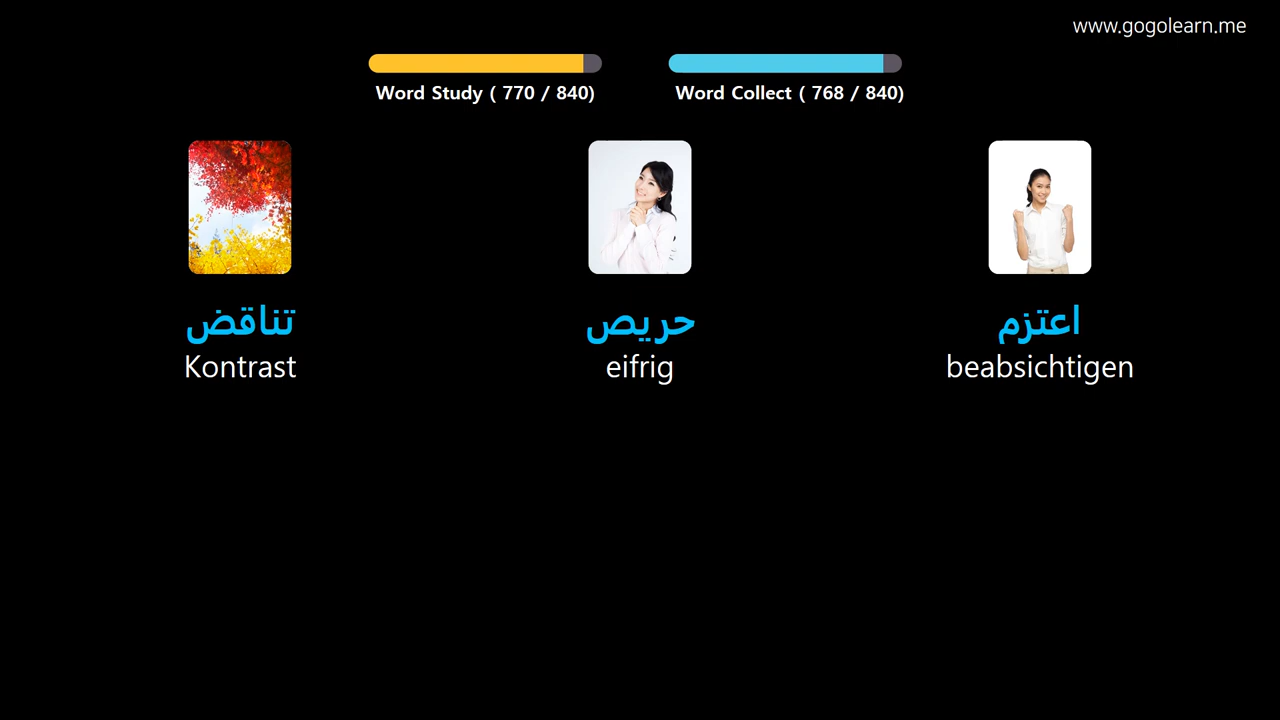 www.gogolearn.me
Word Study ( 770 / 840)
Word Collect ( 768 / 840)
تناقض
Kontrast
حريص
eifrig
اعتزم
beabsichtigen